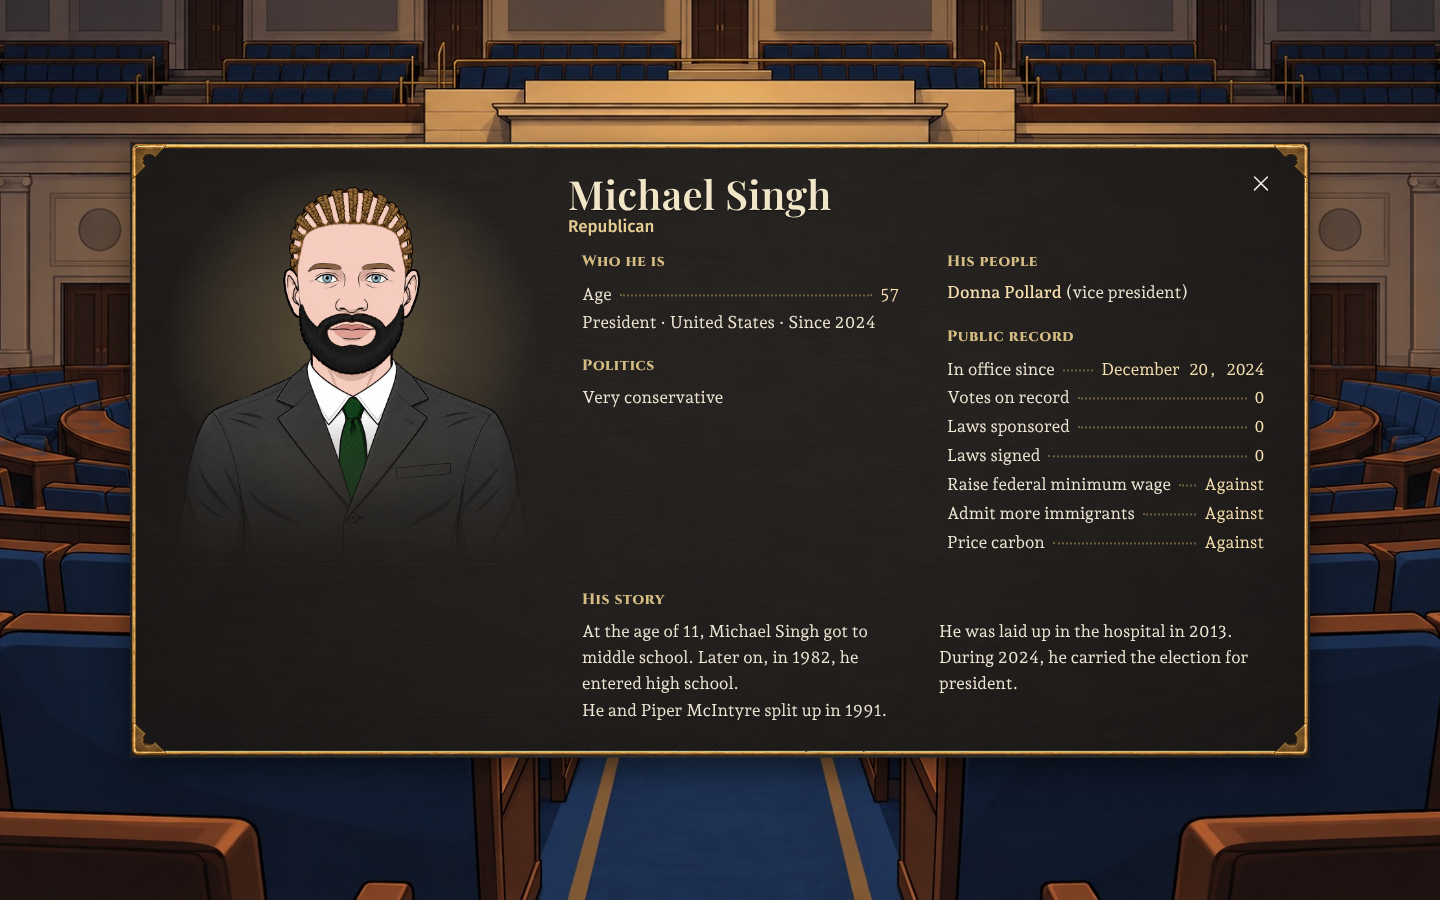 Michael Singh
Republican
WHO HE IS
Age 57
President · United States · Since 2024
POLITICS
Very conservative
HIS PEOPLE
Donna Pollard (vice president)
PUBLIC RECORD
In office since December 20, 2024
Votes on record 0
Laws sponsored 0
Laws signed 0
Raise federal minimum wage Against
Admit more immigrants Against
Price carbon Against
HIS STORY
At the age of 11, Michael Singh got to
middle school. Later on, in 1982, he
entered high school.
He and Piper McIntyre split up in 1991.
He was laid up in the hospital in 2013.
During 2024, he carried the election for
president.